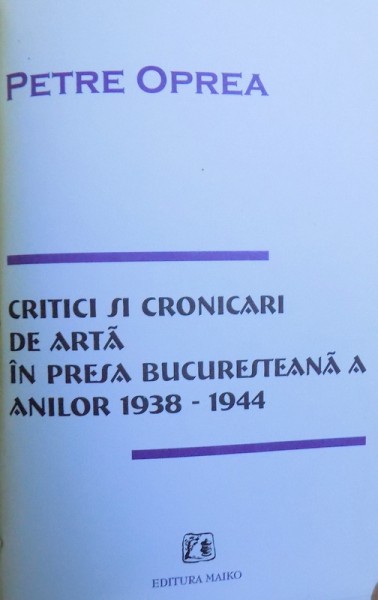 PETRE OPREA
CRITICI SI CRONICARI
DE ARTĂ
ÎN PRESA BUCURESTEANĂ A
ANILOR 1938 - 1944
EDITURA MAIKO